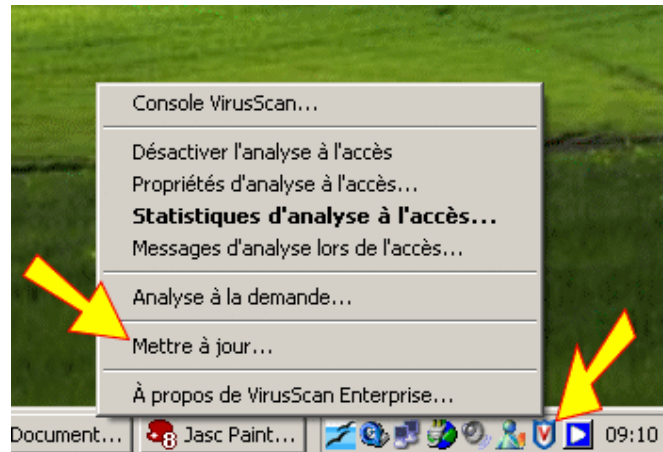 Console VirusScan...
Désactiver l'analyse à l'accès
Propriétés d'analyse à l'accès...
Statistiques d'analyse à l'accès...
Messages d'analyse lors de l'accès...
Analyse à la demande...
Mettre à jour...
À propos de VirusScan Enterprise...
Document... 8 Jasc Paint... V 09:10